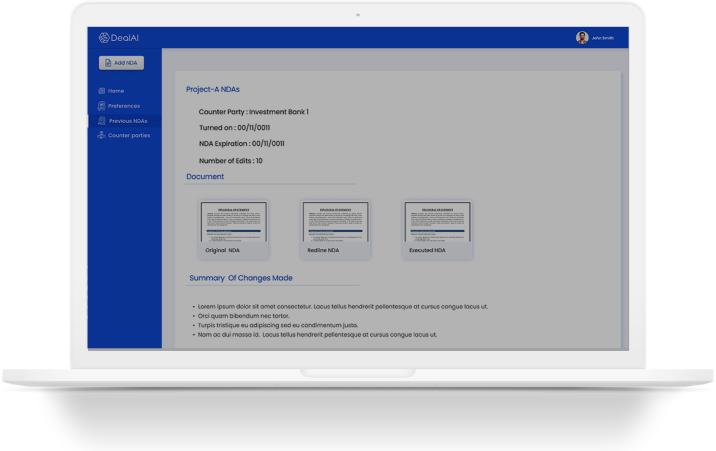 DealAI
John Smith
Add NDA
Home
Preferences
Previous NDAs
Counter parties
Project-A NDAs
Counter Party : Investment Bank 1
Turned on : 00/11/0011
NDA Expiration : 00/11/0011
Number of Edits : 10
Document
Original NDA
Redline NDA
Executed NDA
Summary Of Changes Made
• Lorem ipsum dolor sit amet consectetur. Lacus tellus hendrerit pellentesque at cursus congue lacus ut.
• Orci quam bibendum nec tortor.
• Turpis tristique eu adipiscing sed eu condimentum justo.
• Nam ac dui massa id. Lacus tellus hendrerit pellentesque at cursus congue lacus ut.